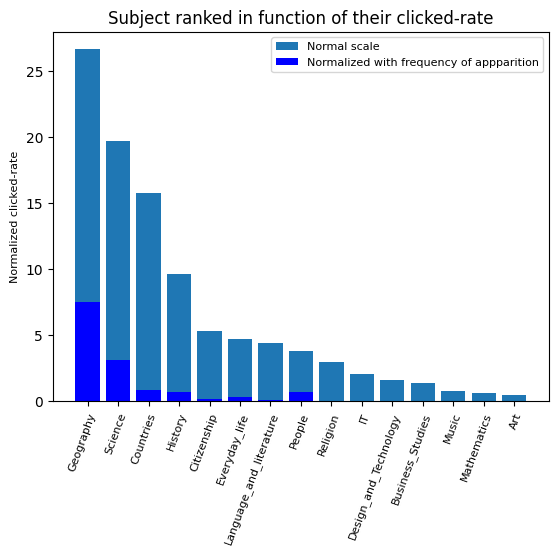 Subject ranked in function of their clicked-rate
Normal scale
Normalized with frequency of appparition
Normalized clicked-rate
25
20
15
10
5
0
Geography
Science
Countries
History
Citizenship
Everyday_life
Language_and_literature
People
Religion
IT
Design_and_Technology
Business_Studies
Music
Mathematics
Art